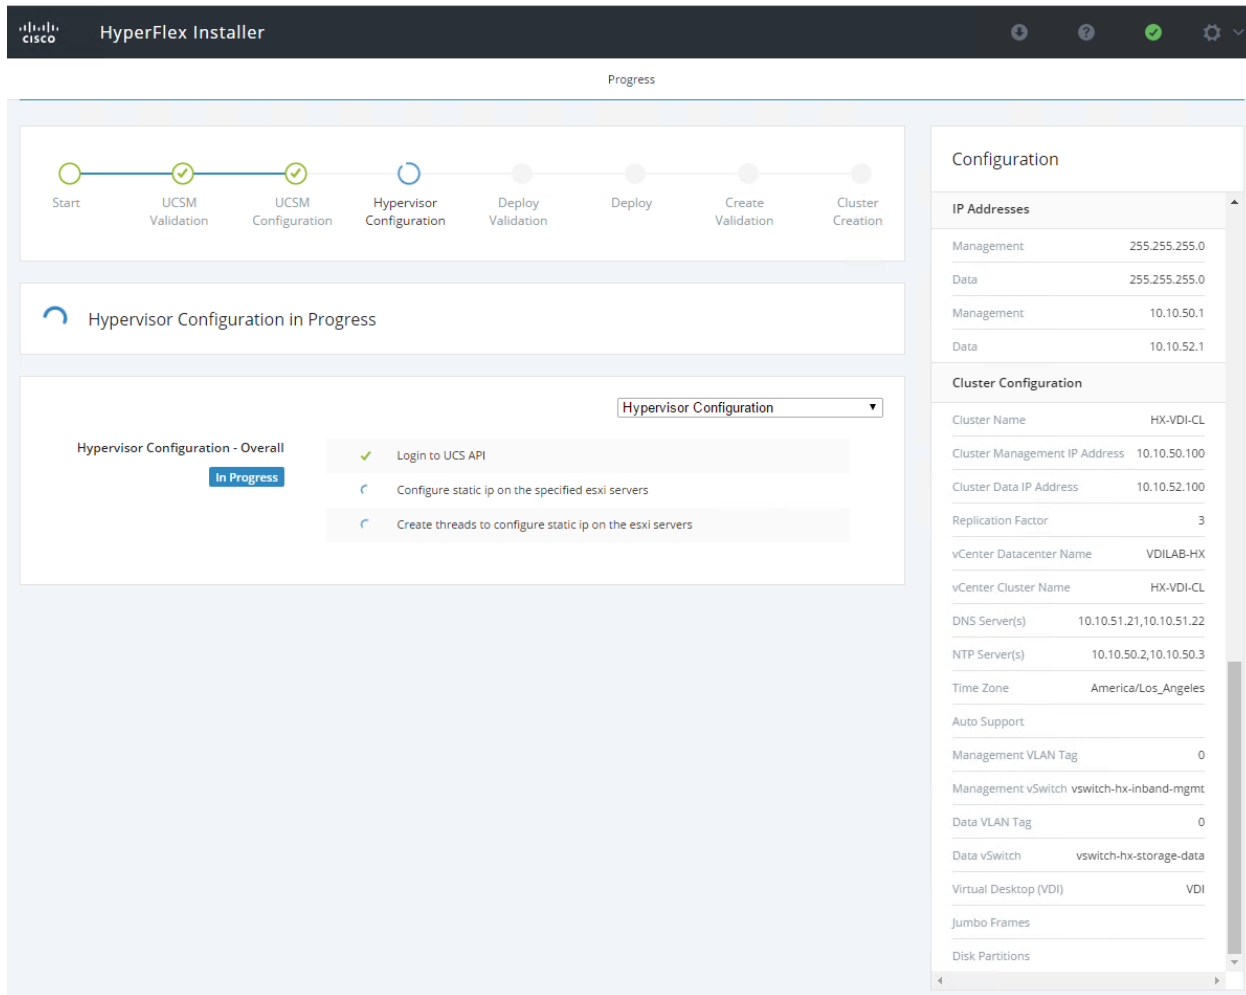 CISCO HyperFlex Installer
Progress
Start
UCSM Validation
UCSM Configuration
Hypervisor Configuration
Deploy Validation
Deploy
Create Validation
Cluster Creation
Hypervisor Configuration in Progress
Hypervisor Configuration
Hypervisor Configuration - Overall
In Progress
Login to UCS API
Configure static ip on the specified esxi servers
Create threads to configure static ip on the esxi servers
Configuration
IP Addresses
Management 255.255.255.0
Data 255.255.255.0
Management 10.10.50.1
Data 10.10.52.1
Cluster Configuration
Cluster Name HX-VDI-CL
Cluster Management IP Address 10.10.50.100
Cluster Data IP Address 10.10.52.100
Replication Factor 3
vCenter Datacenter Name VDILAB-HX
vCenter Cluster Name HX-VDI-CL
DNS Server(s) 10.10.51.21,10.10.51.22
NTP Server(s) 10.10.50.2,10.10.50.3
Time Zone America/Los_Angeles
Auto Support
Management VLAN Tag 0
Management vSwitch vswitch-hx-inband-mgmt
Data VLAN Tag 0
Data vSwitch vswitch-hx-storage-data
Virtual Desktop (VDI) VDI
Jumbo Frames
Disk Partitions